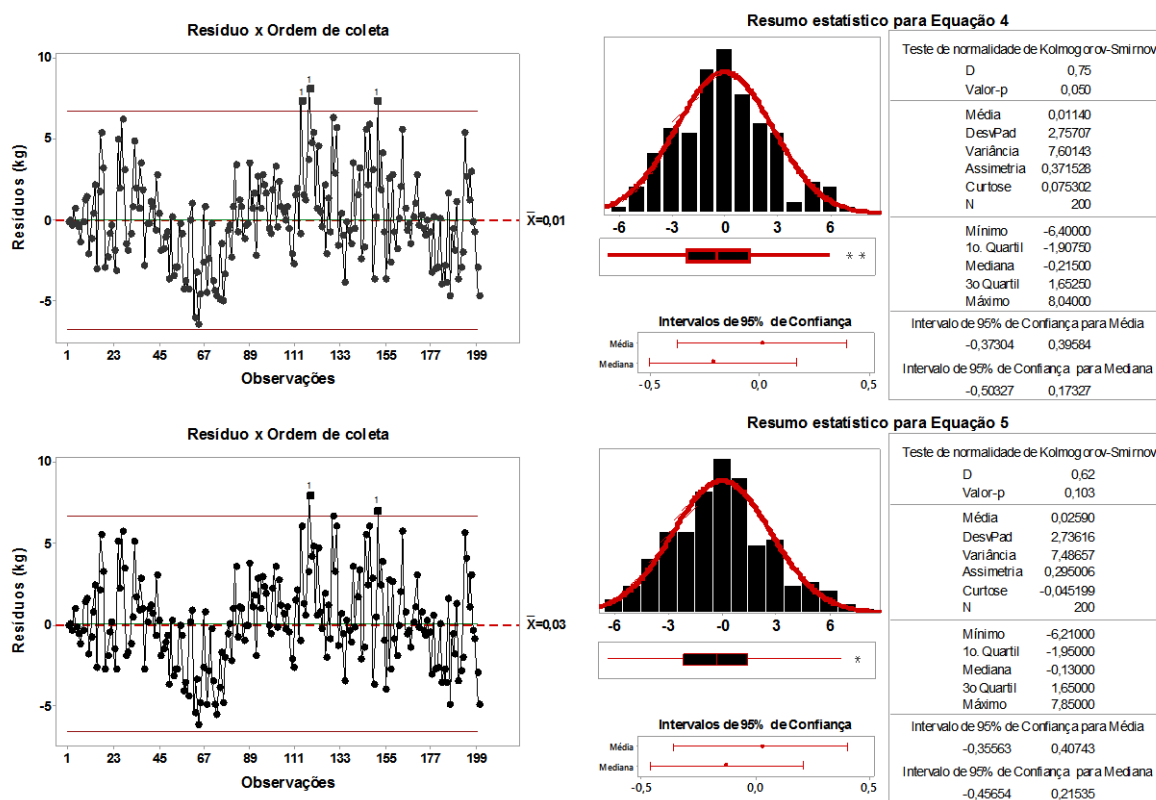 Resíduo x Ordem de coleta
Resíduos (kg)
10
5
0
-5
1
1
1
X̅=0,01
1 23 45 67 89 111 133 155 177 199
Observações
Resumo estatístico para Equação 4
-6 -3 0 3 6
* *
Intervalos de 95% de Confiança
Média
Mediana
-0,5 0,0 0,5
Teste de normalidade de Kolmogorov-Smirnov
D 0,75
Valor-p 0,050
Média 0,01140
DesvPad 2,75707
Variância 7,60143
Assimetria 0,371528
Curtose 0,075302
N 200
Mínimo -6,40000
1o. Quartil -1,90750
Mediana -0,21500
3o Quartil 1,65250
Máximo 8,04000
Intervalo de 95% de Confiança para Média
-0,37304 0,39584
Intervalo de 95% de Confiança para Mediana
-0,50327 0,17327
Resíduo x Ordem de coleta
Resíduos (kg)
10
5
0
-5
1
1
X̅=0,03
1 23 45 67 89 111 133 155 177 199
Observações
Resumo estatístico para Equação 5
-6 -3 -0 3 6
*
Intervalos de 95% de Confiança
Média
Mediana
-0,5 0,0 0,5
Teste de normalidade de Kolmogorov-Smirnov
D 0,62
Valor-p 0,103
Média 0,02590
DesvPad 2,73616
Variância 7,48657
Assimetria 0,295006
Curtose -0,045199
N 200
Mínimo -6,21000
1o. Quartil -1,95000
Mediana -0,13000
3o Quartil 1,65000
Máximo 7,85000
Intervalo de 95% de Confiança para Média
-0,35563 0,40743
Intervalo de 95% de Confiança para Mediana
-0,45654 0,21535